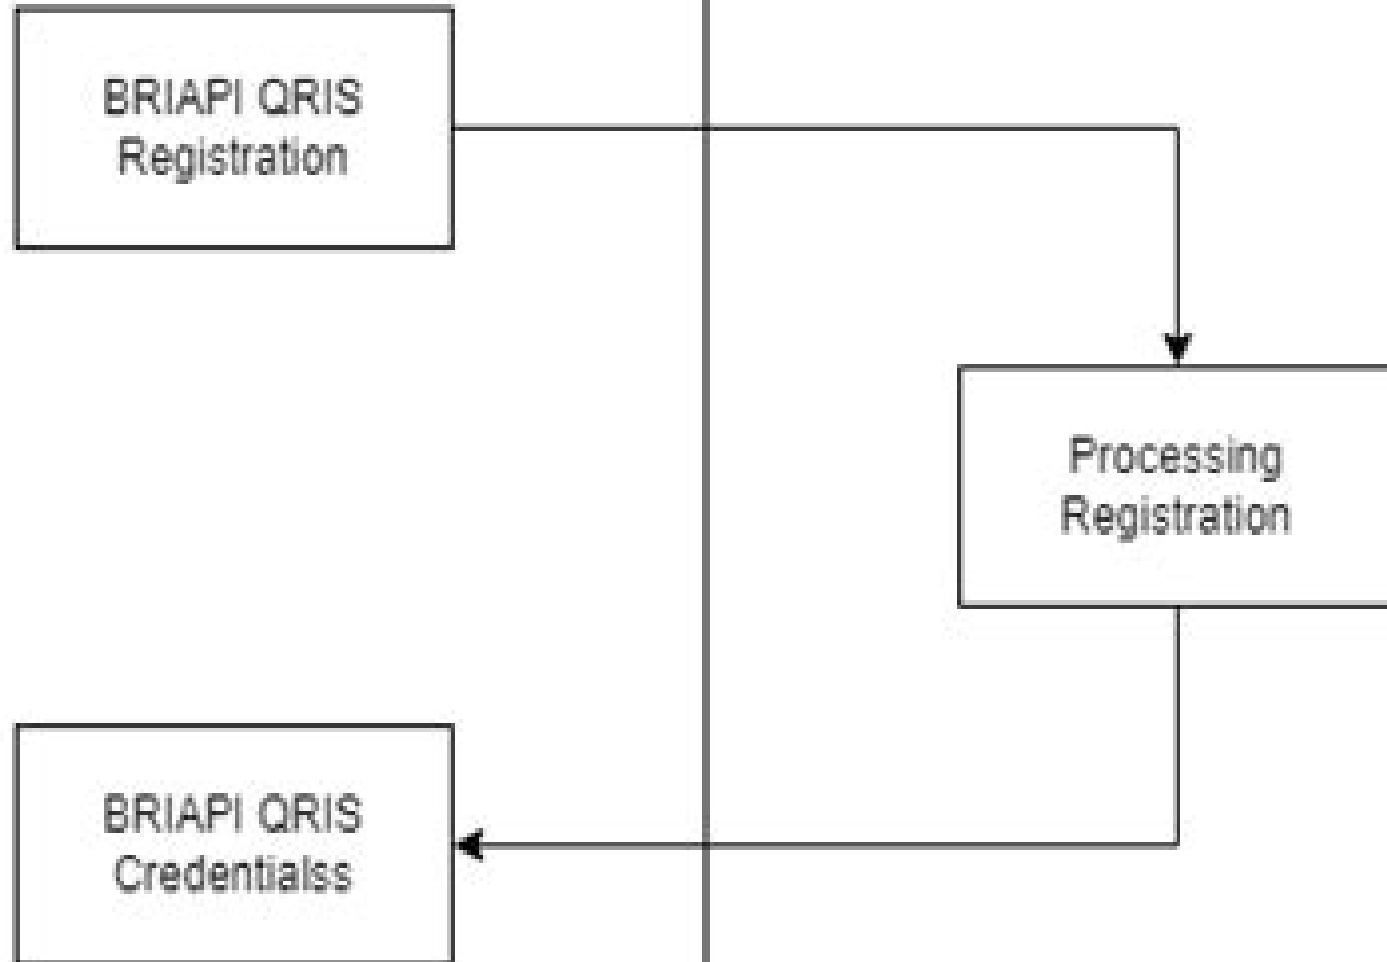 BRIAPI QRIS
Registration
Processing
Registration
BRIAPI QRIS
Credentialss